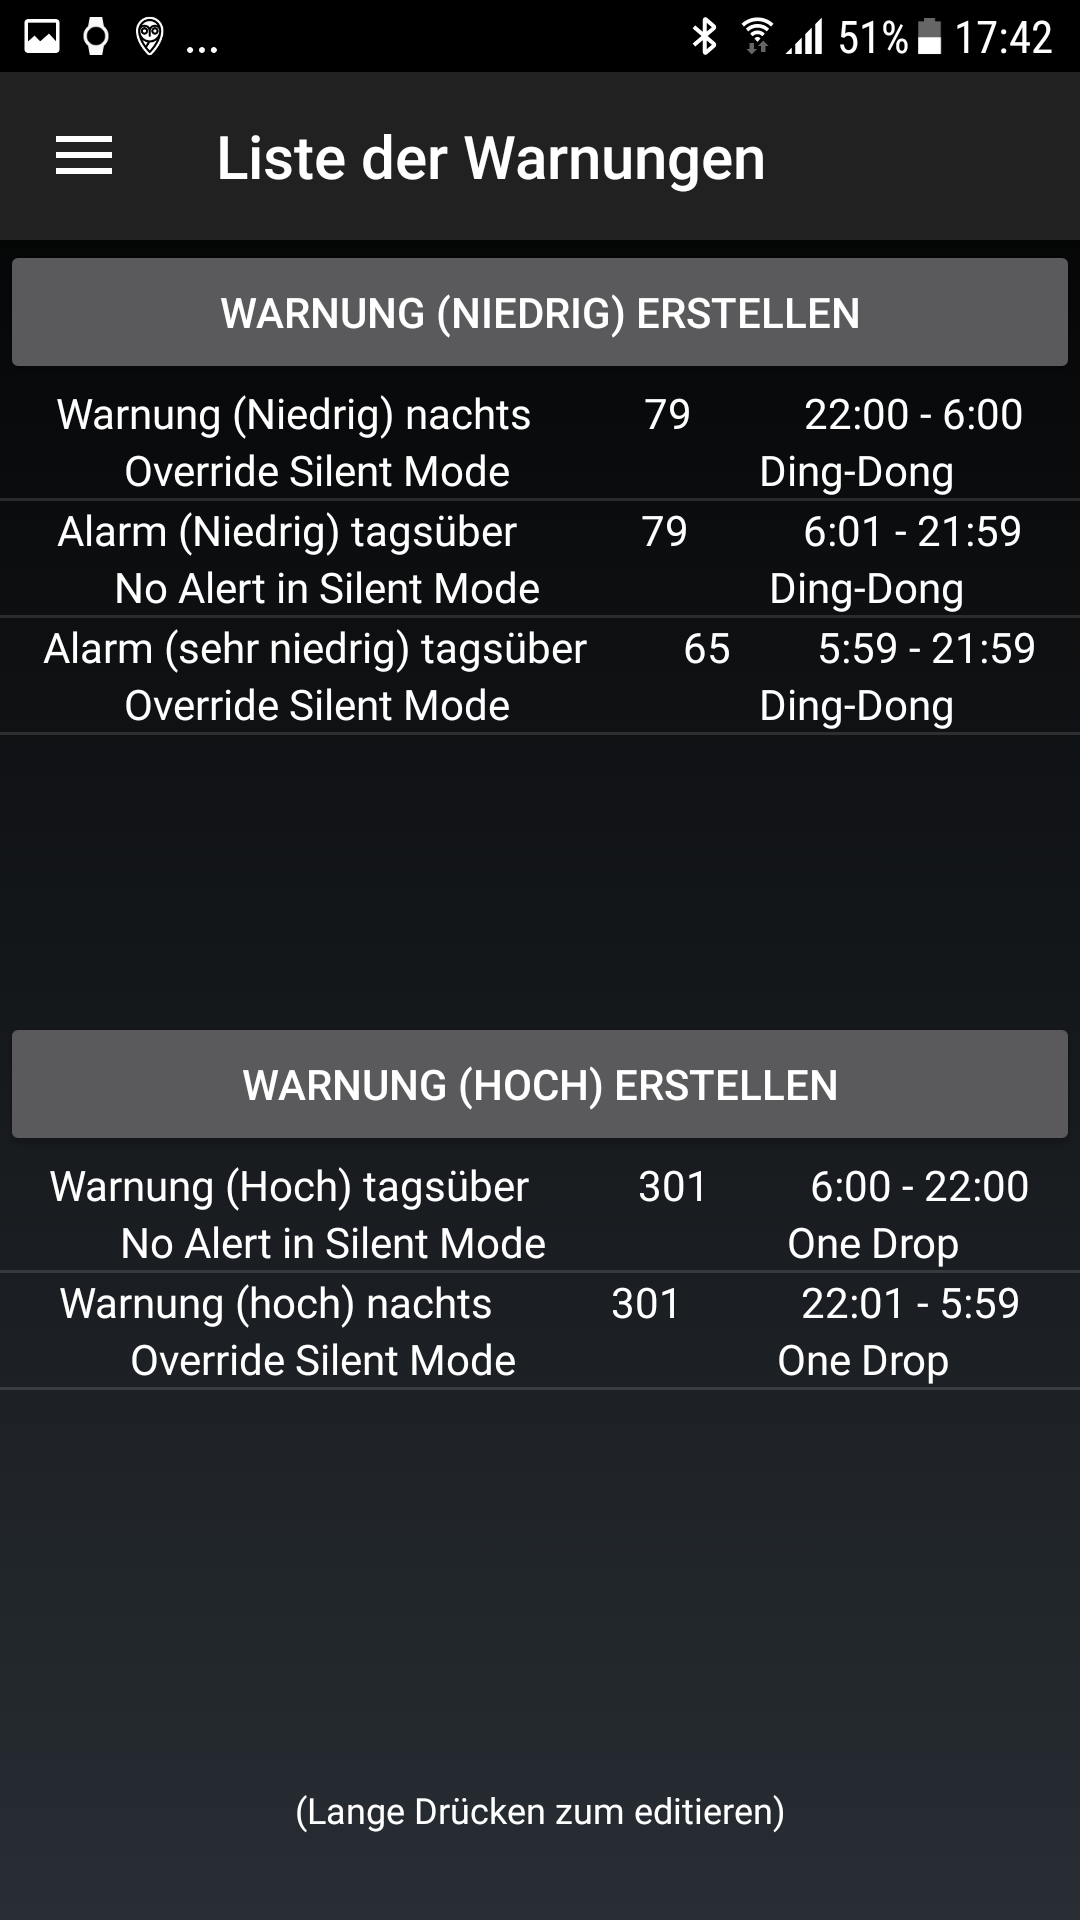 ... 51% 17:42
Liste der Warnungen
WARNUNG (NIEDRIG) ERSTELLEN
Warnung (Niedrig) nachts 79 22:00 - 6:00
Override Silent Mode Ding-Dong
Alarm (Niedrig) tagsüber 79 6:01 - 21:59
No Alert in Silent Mode Ding-Dong
Alarm (sehr niedrig) tagsüber 65 5:59 - 21:59
Override Silent Mode Ding-Dong
WARNUNG (HOCH) ERSTELLEN
Warnung (Hoch) tagsüber 301 6:00 - 22:00
No Alert in Silent Mode One Drop
Warnung (hoch) nachts 301 22:01 - 5:59
Override Silent Mode One Drop
(Lange Drücken zum editieren)